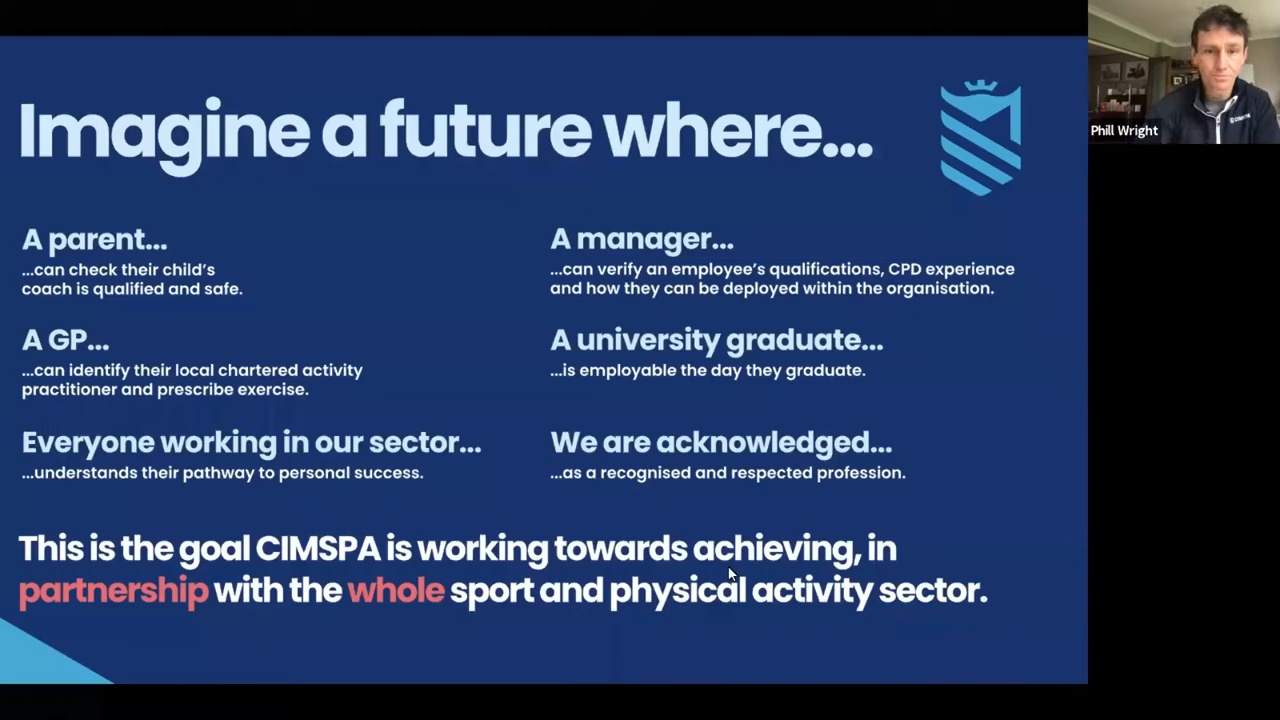 Imagine a future where...
A parent...
...can check their child's
coach is qualified and safe.
A manager...
...can verify an employee's qualifications, CPD experience
and how they can be deployed within the organisation.
A GP...
...can identify their local chartered activity
practitioner and prescribe exercise.
A university graduate...
...is employable the day they graduate.
Everyone working in our sector...
...understands their pathway to personal success.
We are acknowledged...
...as a recognised and respected profession.
This is the goal CIMSPA is working towards achieving, in
partnership with the whole sport and physical activity sector.
Phill Wright